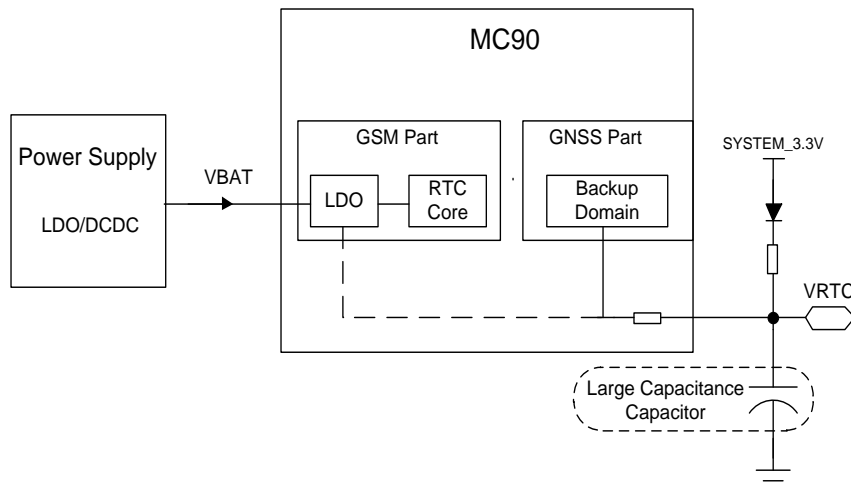 MC90
Power Supply
LDO/DCDC
VBAT
GSM Part
LDO
RTC
Core
GNSS Part
Backup
Domain
SYSTEM_3.3V
VRTC
Large Capacitance
Capacitor